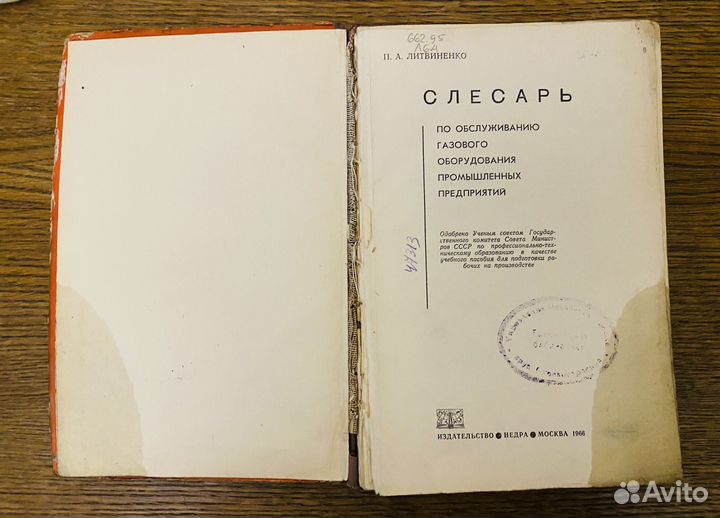 662.95
Л64
П. А. ЛИТВИНЕНКО
СЛЕСАРЬ
ПО ОБСЛУЖИВАНИЮ
ГАЗОВОГО
ОБОРУДОВАНИЯ
ПРОМЫШЛЕННЫХ
ПРЕДПРИЯТИЙ
Одобрено Ученым советом Государ-
ственного комитета Совета Минист-
ров СССР по профессионально-тех-
ническому образованию в качестве
учебного пособия для подготовки ра-
бочих на производстве
47313
ИЗДАТЕЛЬСТВО НЕДРА МОСКВА 1966
Avito